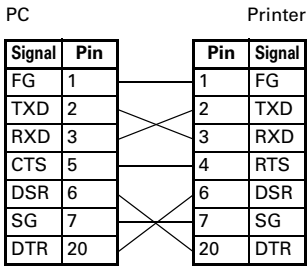 PC Printer
Signal Pin Pin Signal
FG 1 1 FG
TXD 2 2 TXD
RXD 3 3 RXD
CTS 5 4 RTS
DSR 6 6 DSR
SG 7 7 SG
DTR 20 20 DTR